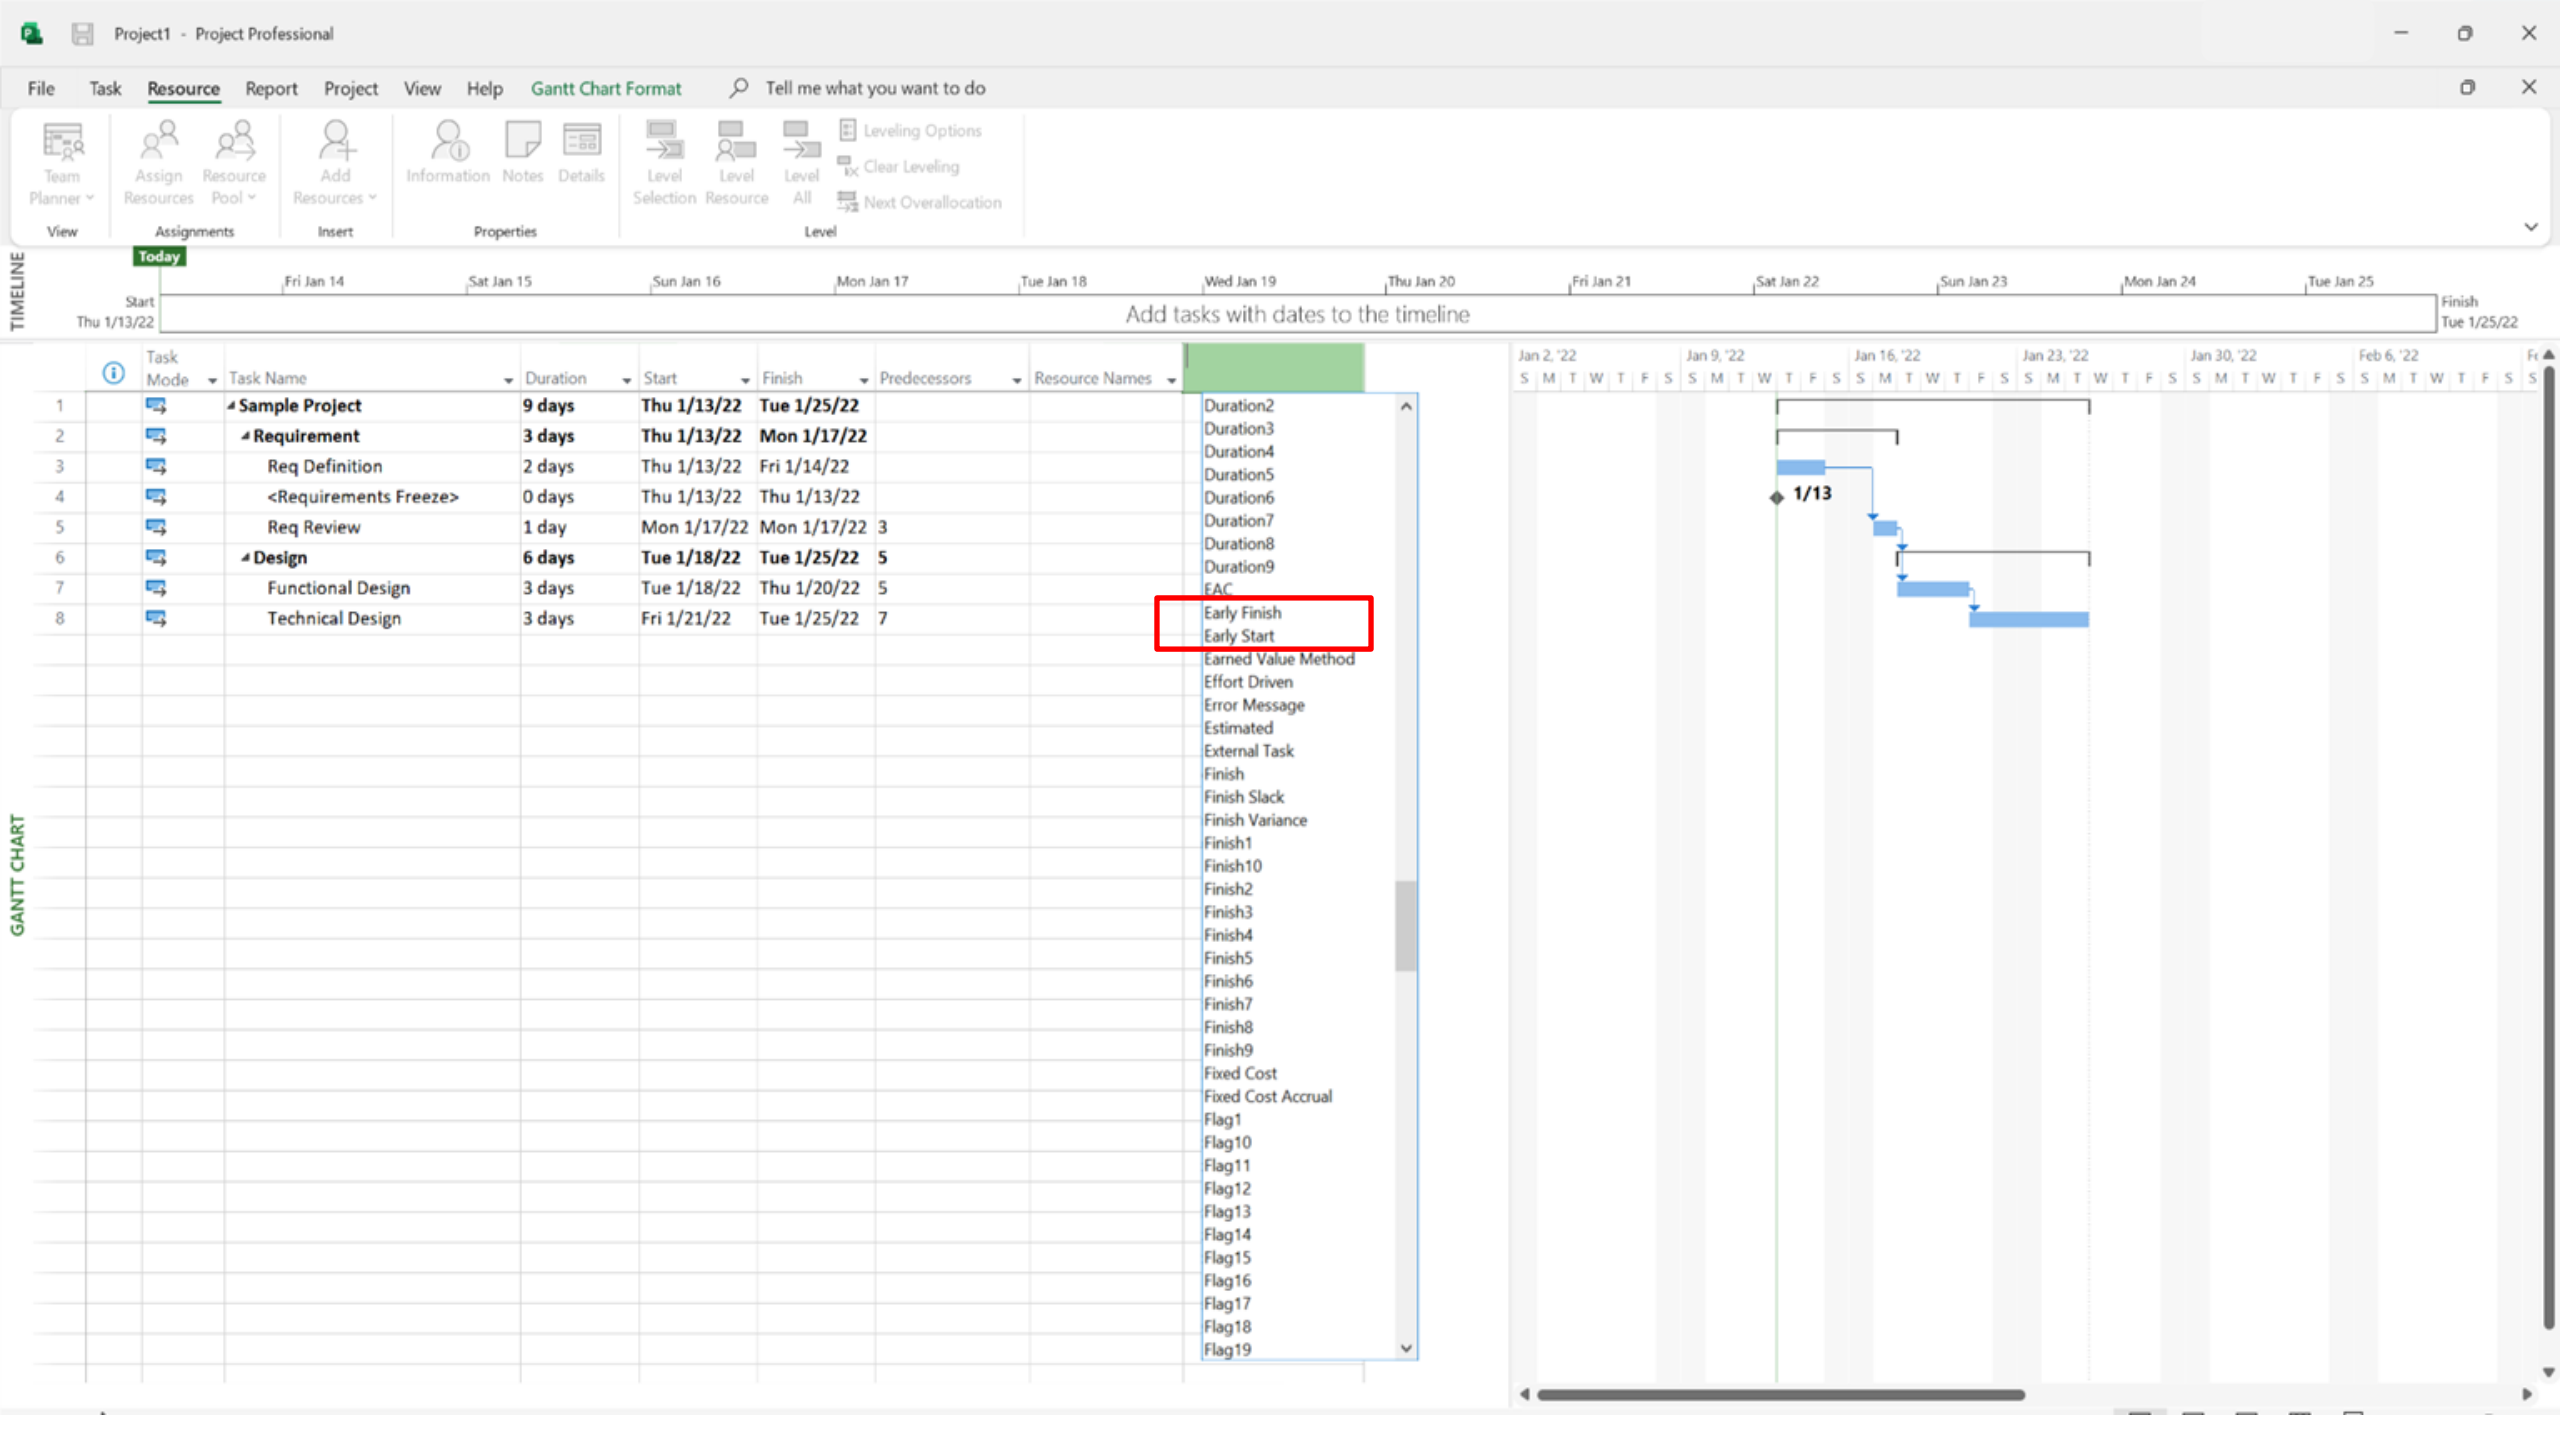 Project1 - Project Professional
File Task Resource Report Project View Help Gantt Chart Format Tell me what you want to do
Team Planner
Assign Resources
Resource Pool
Add Resources
Information
Notes
Details
Level Selection
Level Resource
Level All
Leveling Options
Clear Leveling
Next Overallocation
View Assignments Insert Properties Level
TIMELINE
Today
Fri Jan 14 Sat Jan 15 Sun Jan 16 Mon Jan 17 Tue Jan 18 Wed Jan 19 Thu Jan 20 Fri Jan 21 Sat Jan 22 Sun Jan 23 Mon Jan 24 Tue Jan 25
Start
Thu 1/13/22
Add tasks with dates to the timeline
Finish
Tue 1/25/22
Task Mode Task Name Duration Start Finish Predecessors Resource Names
1 Sample Project 9 days Thu 1/13/22 Tue 1/25/22
2 Requirement 3 days Thu 1/13/22 Mon 1/17/22
3 Req Definition 2 days Thu 1/13/22 Fri 1/14/22
4 <Requirements Freeze> 0 days Thu 1/13/22 Thu 1/13/22
5 Req Review 1 day Mon 1/17/22 Mon 1/17/22 3
6 Design 6 days Tue 1/18/22 Tue 1/25/22 5
7 Functional Design 3 days Tue 1/18/22 Thu 1/20/22 5
8 Technical Design 3 days Fri 1/21/22 Tue 1/25/22 7
Duration2
Duration3
Duration4
Duration5
Duration6
Duration7
Duration8
Duration9
EAC
Early Finish
Early Start
Earned Value Method
Effort Driven
Error Message
Estimated
External Task
Finish
Finish Slack
Finish Variance
Finish1
Finish10
Finish2
Finish3
Finish4
Finish5
Finish6
Finish7
Finish8
Finish9
Fixed Cost
Fixed Cost Accrual
Flag1
Flag10
Flag11
Flag12
Flag13
Flag14
Flag15
Flag16
Flag17
Flag18
Flag19
Jan 2, '22 Jan 9, '22 Jan 16, '22 Jan 23, '22 Jan 30, '22 Feb 6, '22 Fe
S M T W T F S S M T W T F S S M T W T F S S M T W T F S S M T W T F S S M T W T F S S
1/13
GANTT CHART